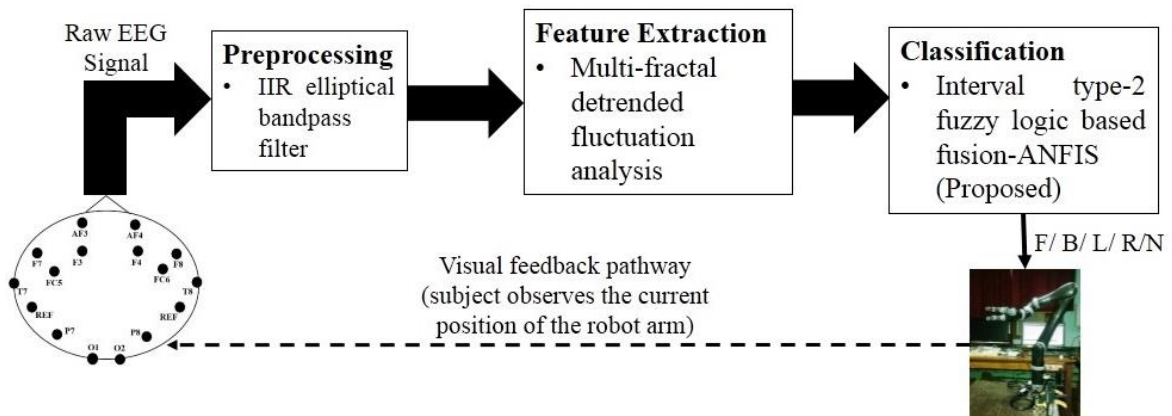 Raw EEG
Signal
Preprocessing
• IIR elliptical
bandpass
filter
Feature Extraction
• Multi-fractal
detrended
fluctuation
analysis
Classification
• Interval type-2
fuzzy logic based
fusion-ANFIS
(Proposed)
F/ B/ L/ R/N
Visual feedback pathway
(subject observes the current
position of the robot arm)
AF3 AF4
F7 F3 F4 F8
FC5 FC6
T7 T8
REF REF
P7 P8
O1 O2